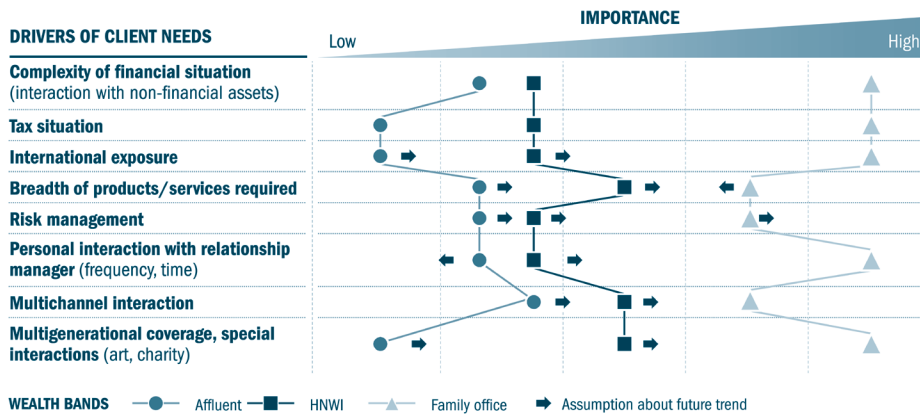 IMPORTANCE
DRIVERS OF CLIENT NEEDS
Low
High
Complexity of financial situation
(interaction with non-financial assets)
Tax situation
International exposure
Breadth of products/services required
Risk management
Personal interaction with relationship
manager (frequency, time)
Multichannel interaction
Multigenerational coverage, special
interactions (art, charity)
WEALTH BANDS Affluent HNWI Family office Assumption about future trend